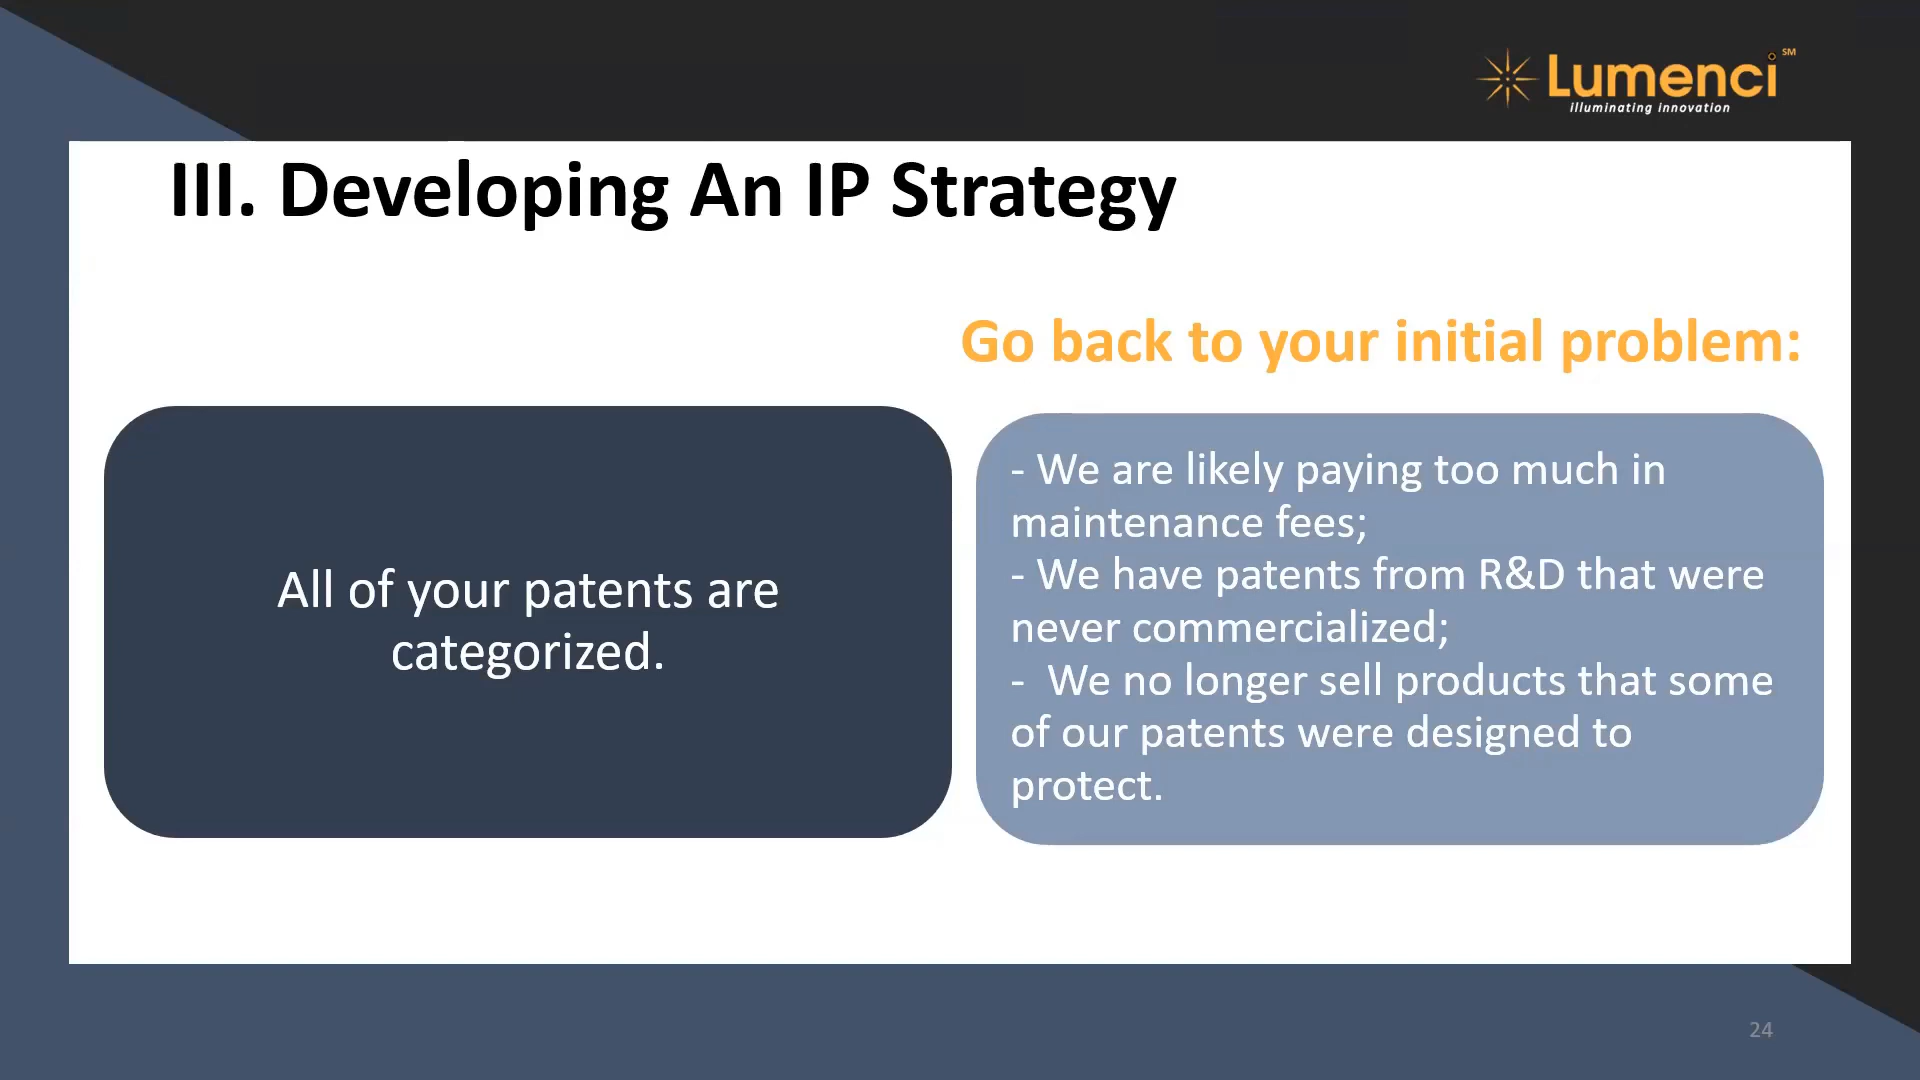 Lumenci SM
illuminating innovation
III. Developing An IP Strategy
Go back to your initial problem:
All of your patents are
categorized.
- We are likely paying too much in
maintenance fees;
- We have patents from R&D that were
never commercialized;
-  We no longer sell products that some
of our patents were designed to
protect.
24